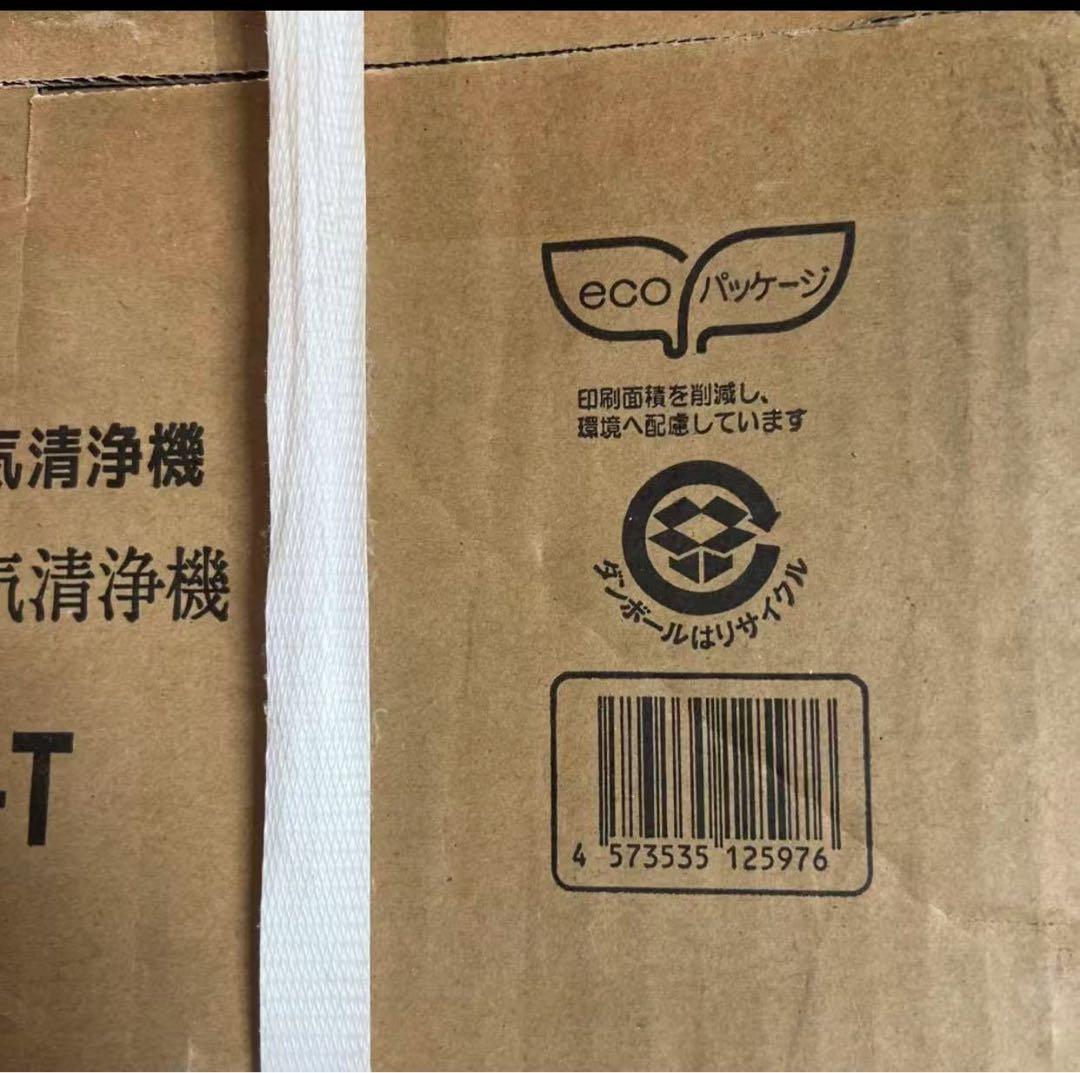 eco パッケージ
印刷面積を削減し、
環境へ配慮しています
気清浄機
気清浄機
ダンボールはリサイクル
-T
4 573535 125976